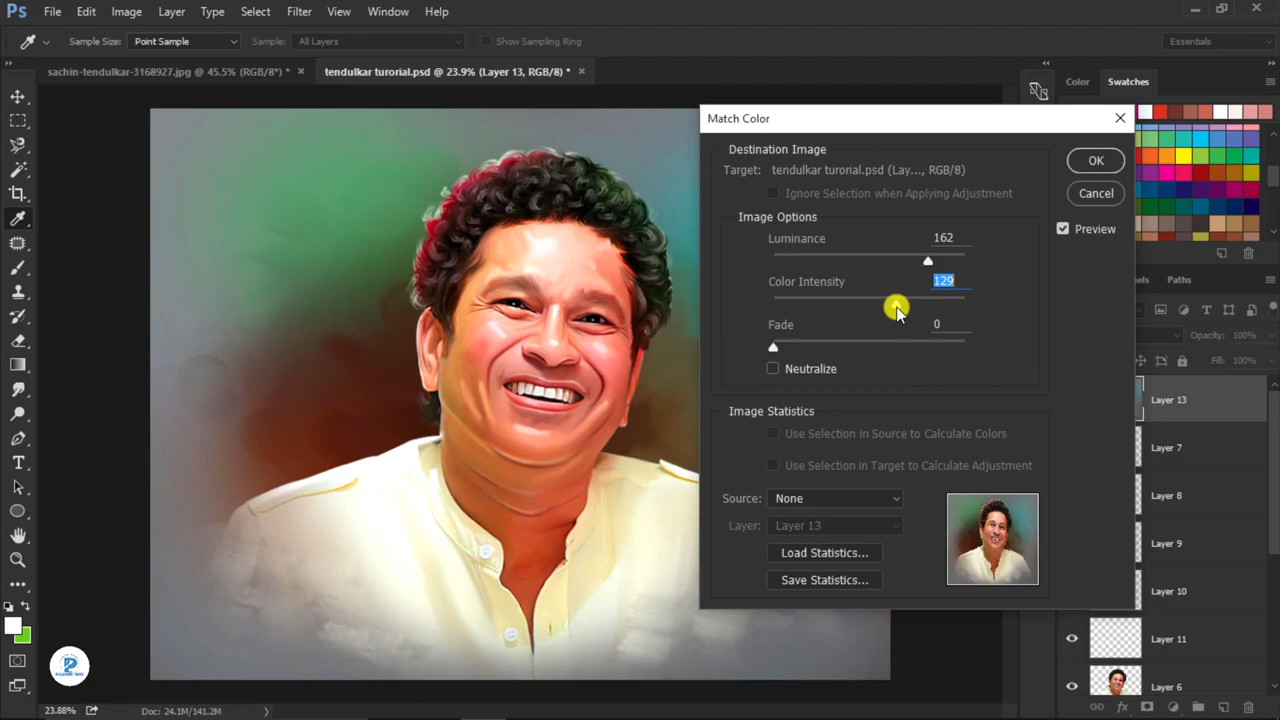 Ps File Edit Image Layer Type Select Filter View Window Help
Sample Size: Point Sample Sample: All Layers Show Sampling Ring Essentials
sachin-tendulkar-3168927.jpg @ 45.5% (RGB/8*) * × tendulkar turorial.psd @ 23.9% (Layer 13, RGB/8) * ×
Color Swatches
Match Color
Destination Image
Target: tendulkar turorial.psd (Lay..., RGB/8)
Ignore Selection when Applying Adjustment
OK
Cancel
Preview
Image Options
Luminance 162
Color Intensity 129
Fade 0
Neutralize
Image Statistics
Use Selection in Source to Calculate Colors
Use Selection in Target to Calculate Adjustment
Source: None
Layer: Layer 13
Load Statistics...
Save Statistics...
nels Paths
Opacity: 100%
Fill: 100%
Layer 13
Layer 7
Layer 8
Layer 9
Layer 10
Layer 11
Layer 6
23.88% Doc: 24.1M/141.2M